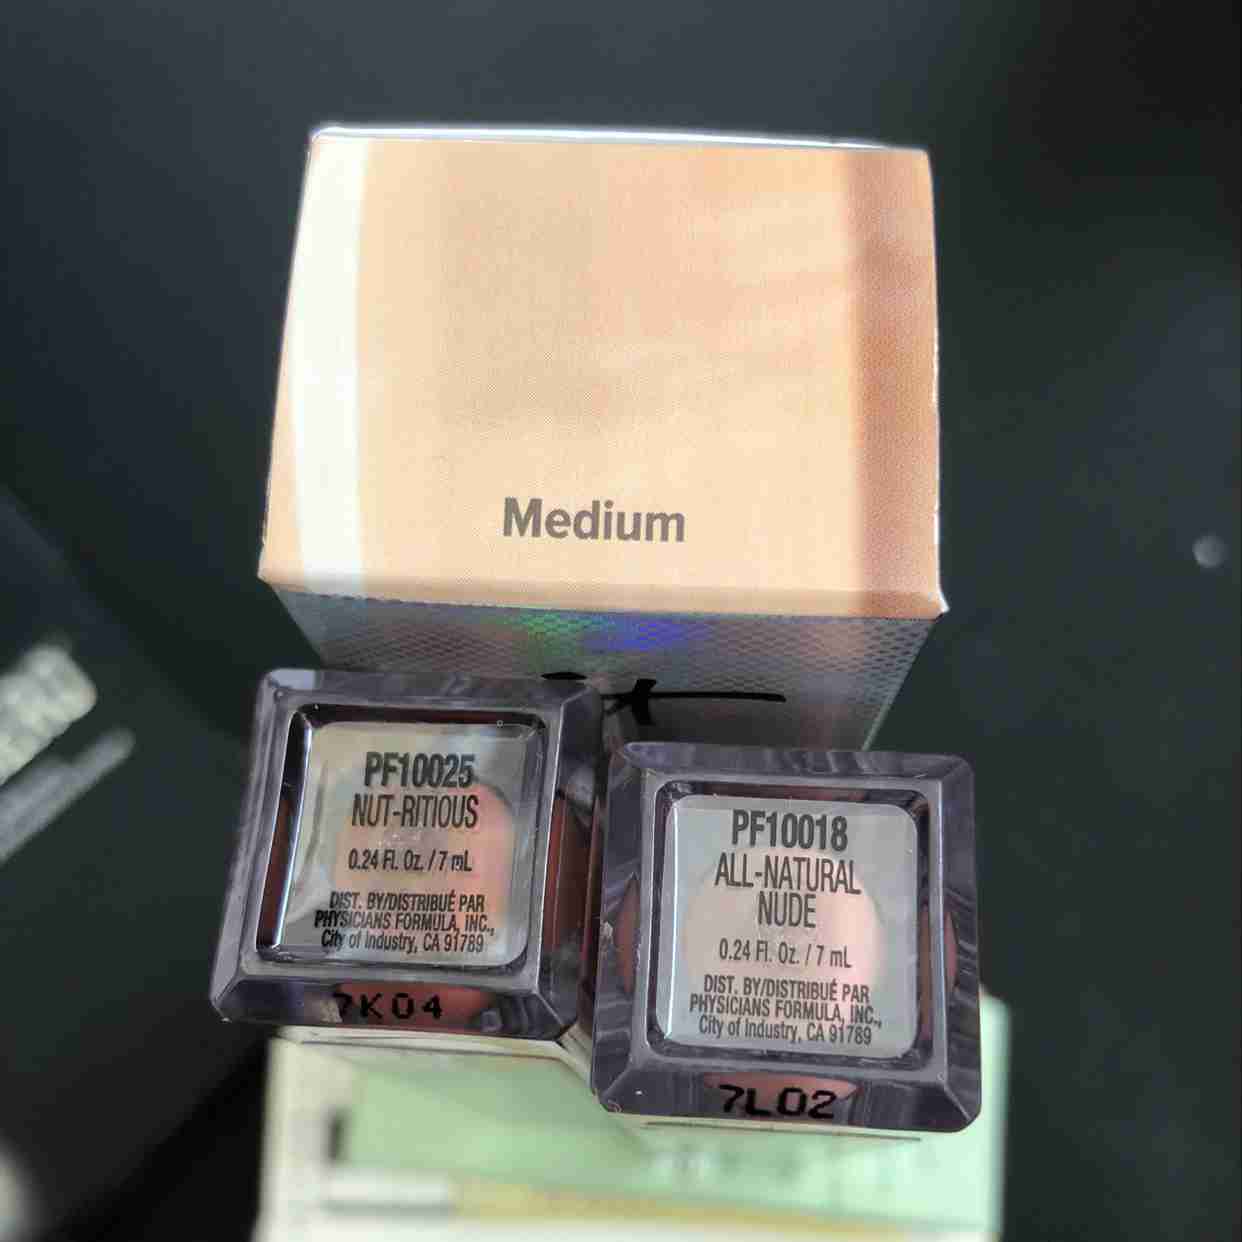 Medium
PF10025
NUT-RITIOUS
0.24 Fl. Oz. / 7 mL
DIST. BY/DISTRIBUÉ PAR
PHYSICIANS FORMULA, INC.,
City of Industry, CA 91789
7K04
PF10018
ALL-NATURAL
NUDE
0.24 Fl. Oz. / 7 mL
DIST. BY/DISTRIBUÉ PAR
PHYSICIANS FORMULA, INC.,
City of Industry, CA 91789
7L02